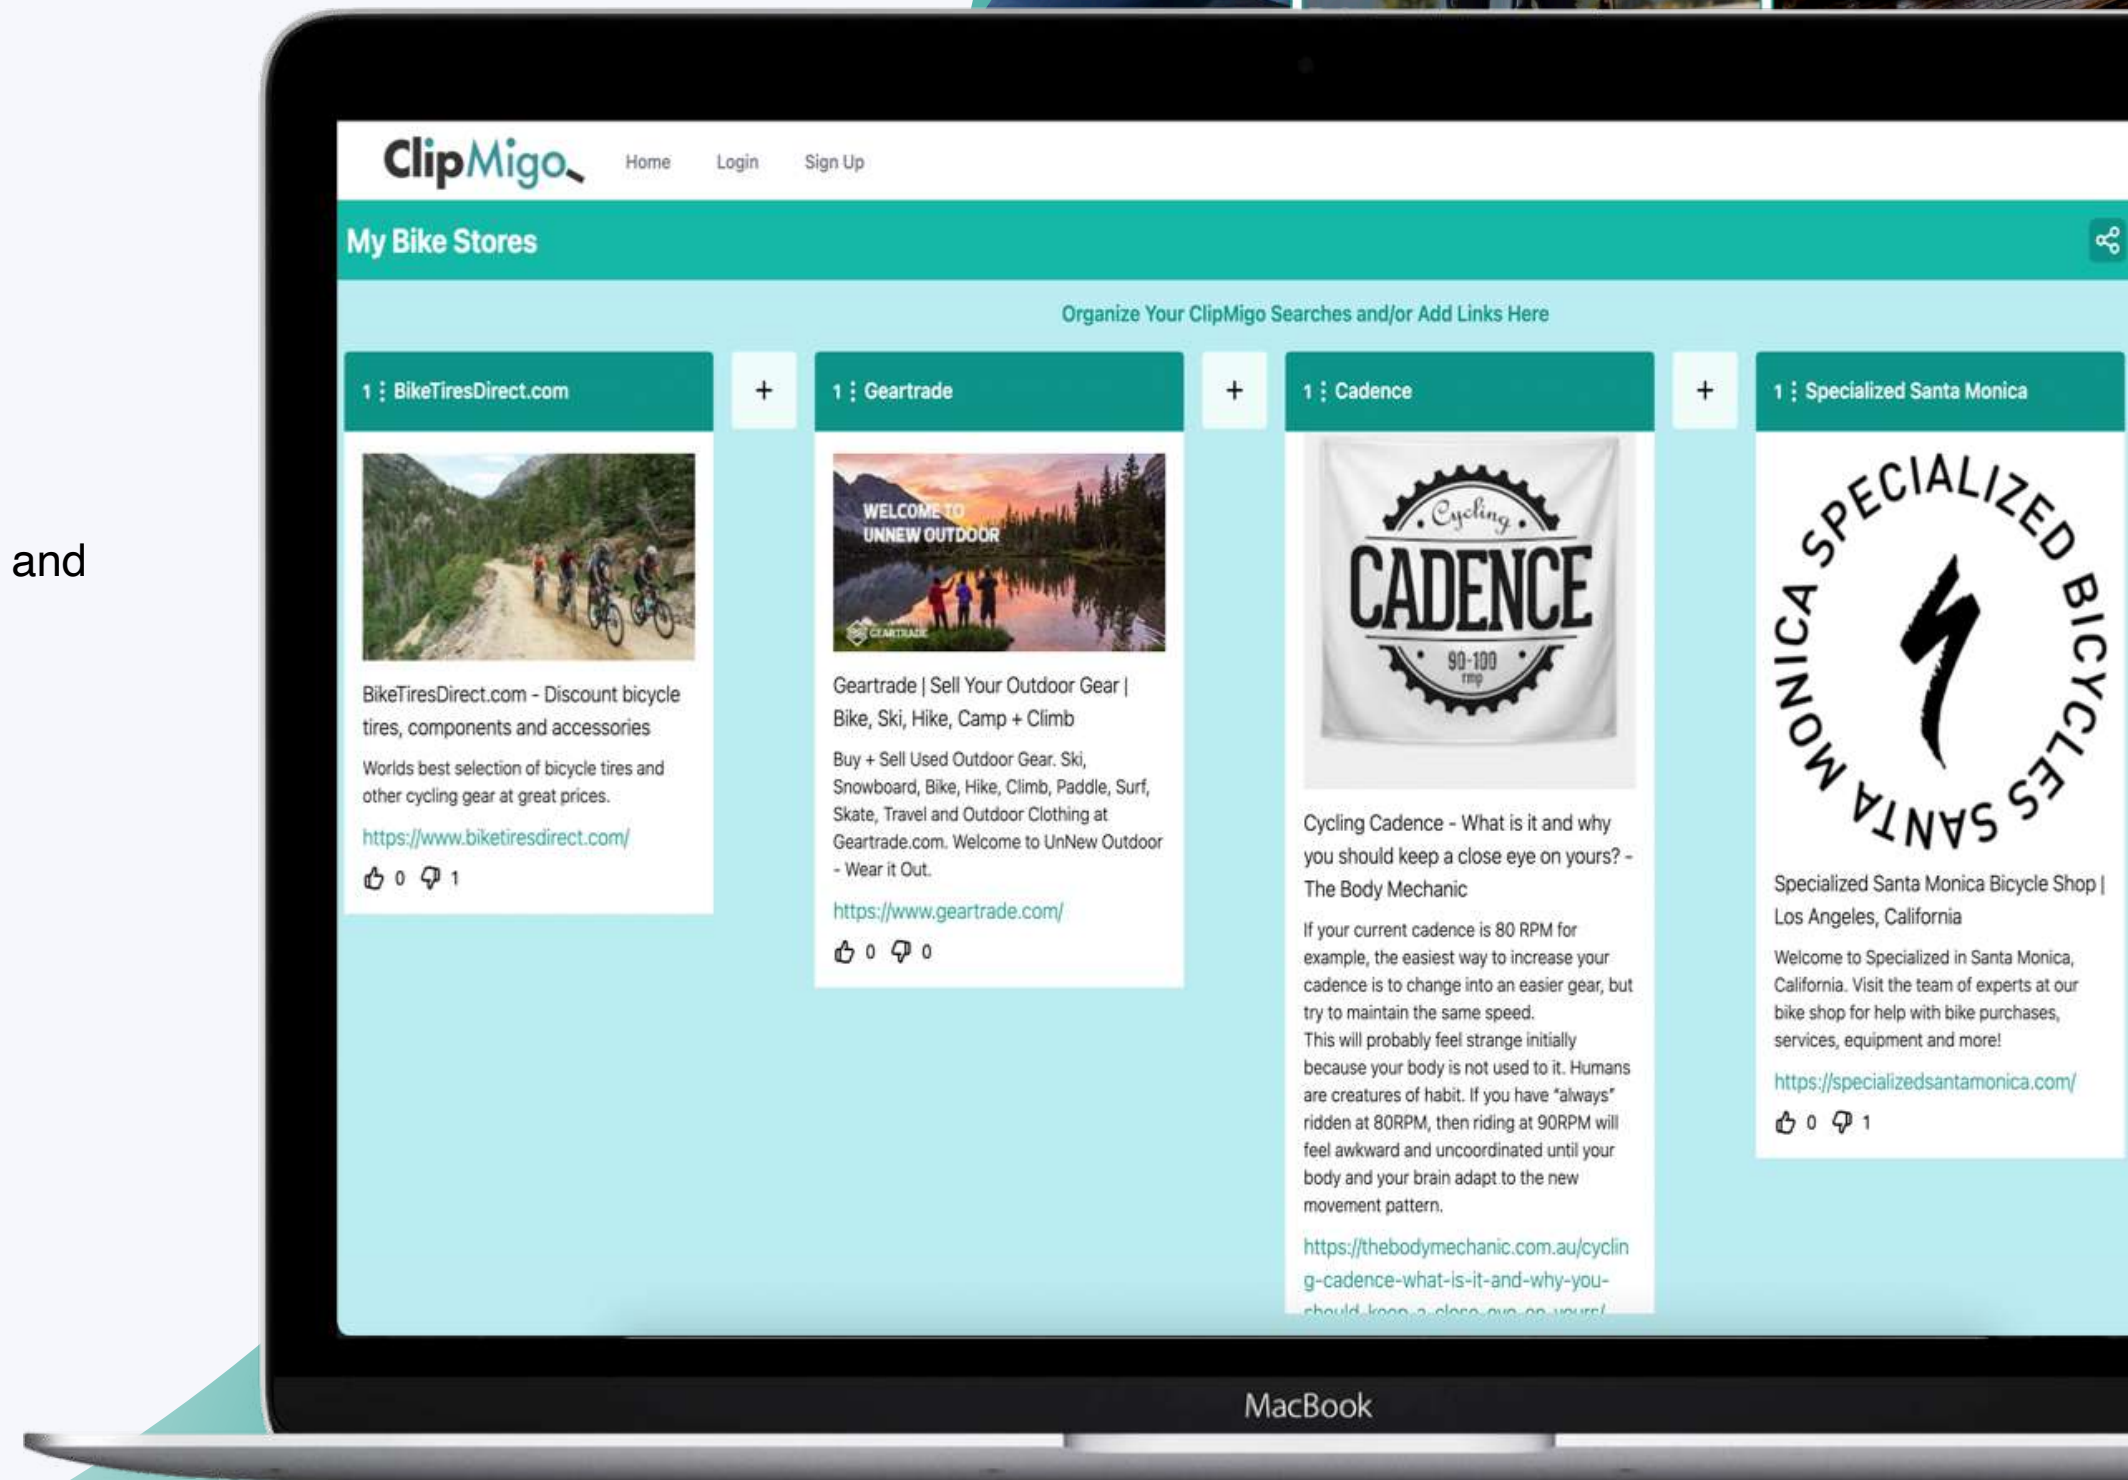 and
ClipMigo
Home Login Sign Up
My Bike Stores
Organize Your ClipMigo Searches and/or Add Links Here
1 ⋮ BikeTiresDirect.com
BikeTiresDirect.com - Discount bicycle
tires, components and accessories
Worlds best selection of bicycle tires and
other cycling gear at great prices.
https://www.biketiresdirect.com/
0 1
+
1 ⋮ Geartrade
WELCOME TO
UNNEW OUTDOOR
GEARTRADE
Geartrade | Sell Your Outdoor Gear |
Bike, Ski, Hike, Camp + Climb
Buy + Sell Used Outdoor Gear. Ski,
Snowboard, Bike, Hike, Climb, Paddle, Surf,
Skate, Travel and Outdoor Clothing at
Geartrade.com. Welcome to UnNew Outdoor
- Wear it Out.
https://www.geartrade.com/
0 0
+
1 ⋮ Cadence
Cycling
CADENCE
90-100
rmp
Cycling Cadence - What is it and why
you should keep a close eye on yours? -
The Body Mechanic
If your current cadence is 80 RPM for
example, the easiest way to increase your
cadence is to change into an easier gear, but
try to maintain the same speed.
This will probably feel strange initially
because your body is not used to it. Humans
are creatures of habit. If you have “always”
ridden at 80RPM, then riding at 90RPM will
feel awkward and uncoordinated until your
body and your brain adapt to the new
movement pattern.
https://thebodymechanic.com.au/cyclin
g-cadence-what-is-it-and-why-you-
should-keep-a-close-eye-on-yours/
+
1 ⋮ Specialized Santa Monica
SPECIALIZED BICYCLES SANTA MONICA
Specialized Santa Monica Bicycle Shop |
Los Angeles, California
Welcome to Specialized in Santa Monica,
California. Visit the team of experts at our
bike shop for help with bike purchases,
services, equipment and more!
https://specializedsantamonica.com/
0 1
MacBook